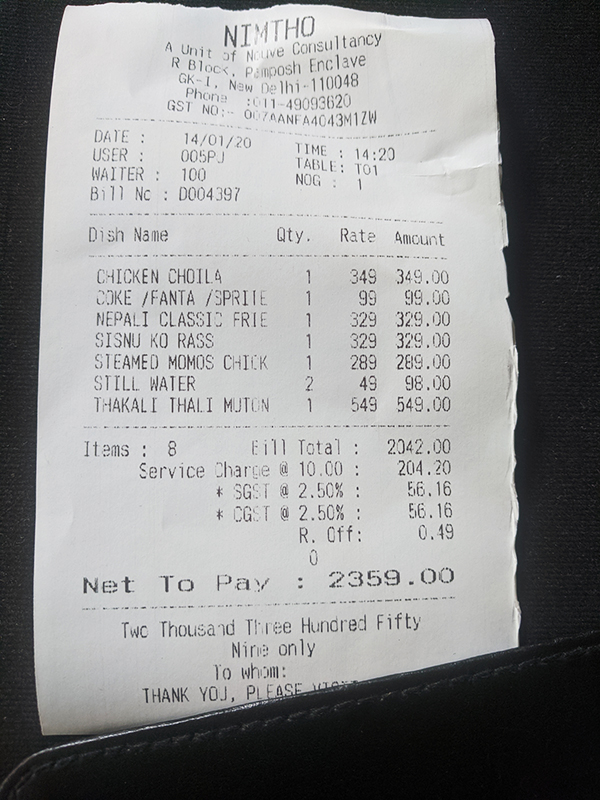 NIMTHO
A Unit of Nouve Consultancy
R Block, Pamposh Enclave
GK-I, New Delhi-110048
Phone :011-49093620
GST NO:- 007AANFA4043M1ZW
DATE : 14/01/20 TIME : 14:20
USER : 005PJ TABLE: T01
WAITER : 100 NOG : 1
Bill No : D004397
Dish Name Qty. Rate Amount
CHICKEN CHOILA 1 349 349.00
COKE /FANTA /SPRITE 1 99 99.00
NEPALI CLASSIC FRIE 1 329 329.00
SISNU KO RASS 1 329 329.00
STEAMED MOMOS CHICK 1 289 289.00
STILL WATER 2 49 98.00
THAKALI THALI MUTON 1 549 549.00
Items : 8 Bill Total : 2042.00
Service Charge @ 10.00 : 204.20
* SGST @ 2.50% : 56.16
* CGST @ 2.50% : 56.16
R. Off: 0.49
0
Net To Pay : 2359.00
Two Thousand Three Hundred Fifty
Nine only
To whom:
THANK YOU, PLEASE